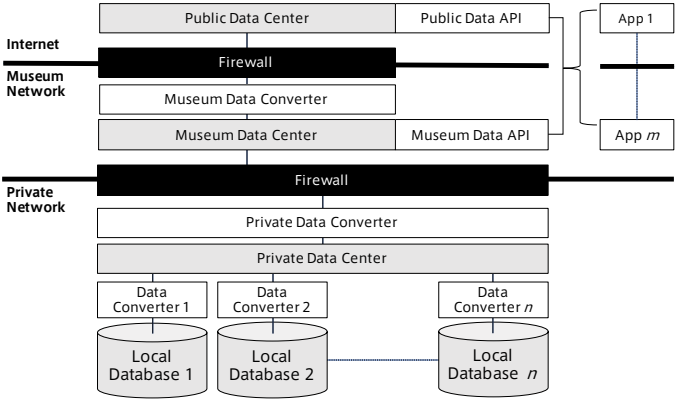 Public Data Center
Public Data API
App 1
Internet
Firewall
Museum
Network
Museum Data Converter
Museum Data Center
Museum Data API
App m
Firewall
Private
Network
Private Data Converter
Private Data Center
Data
Converter 1
Data
Converter 2
Data
Converter n
Local
Database 1
Local
Database 2
Local
Database n